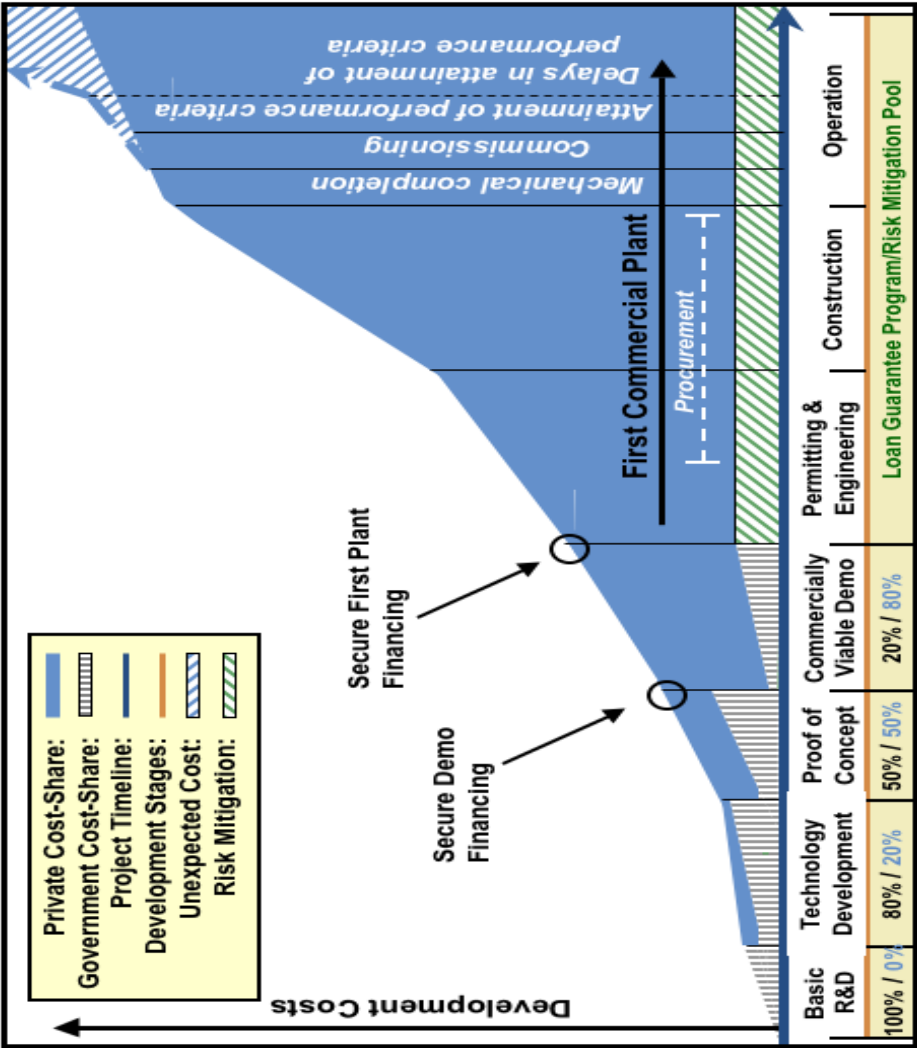 Development Costs
Private Cost-Share:
Government Cost-Share:
Project Timeline:
Development Stages:
Unexpected Cost:
Risk Mitigation:
Secure Demo
Financing
Secure First Plant
Financing
First Commercial Plant
Procurement
Mechanical completion
Commissioning
Attainment of performance criteria
Delays in attainment of
performance criteria
Basic
R&D
Technology
Development
Proof of
Concept
Commercially
Viable Demo
Permitting &
Engineering
Construction
Operation
100% / 0%
80% / 20%
50% / 50%
20% / 80%
Loan Guarantee Program/Risk Mitigation Pool